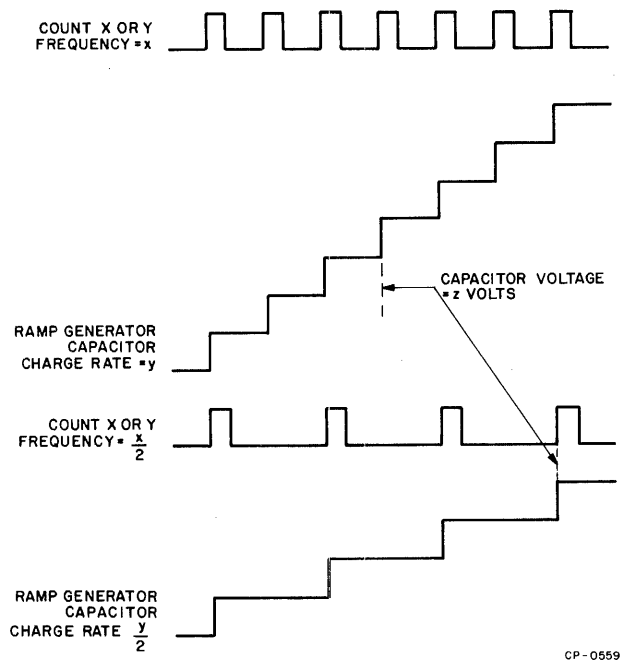 COUNT X OR Y
FREQUENCY = x
CAPACITOR VOLTAGE
= z VOLTS
RAMP GENERATOR
CAPACITOR
CHARGE RATE = y
COUNT X OR Y
FREQUENCY = x/2
RAMP GENERATOR
CAPACITOR
CHARGE RATE y/2
CP-0559